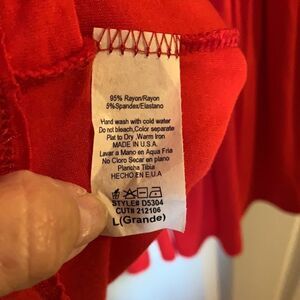 95% Rayon/Rayon
5%Spandex/Elastano
Hand wash with cold water
Do not bleach,Color separate
Plat to Dry ,Warm Iron
MADE IN U.S.A.
Lavar a Mano en Aqua Fria
No Cloro Secar en plano
Plancha Tibia
HECHO EN E.U.A
STYLE# D5304
CUT# 212106
L(Grande)